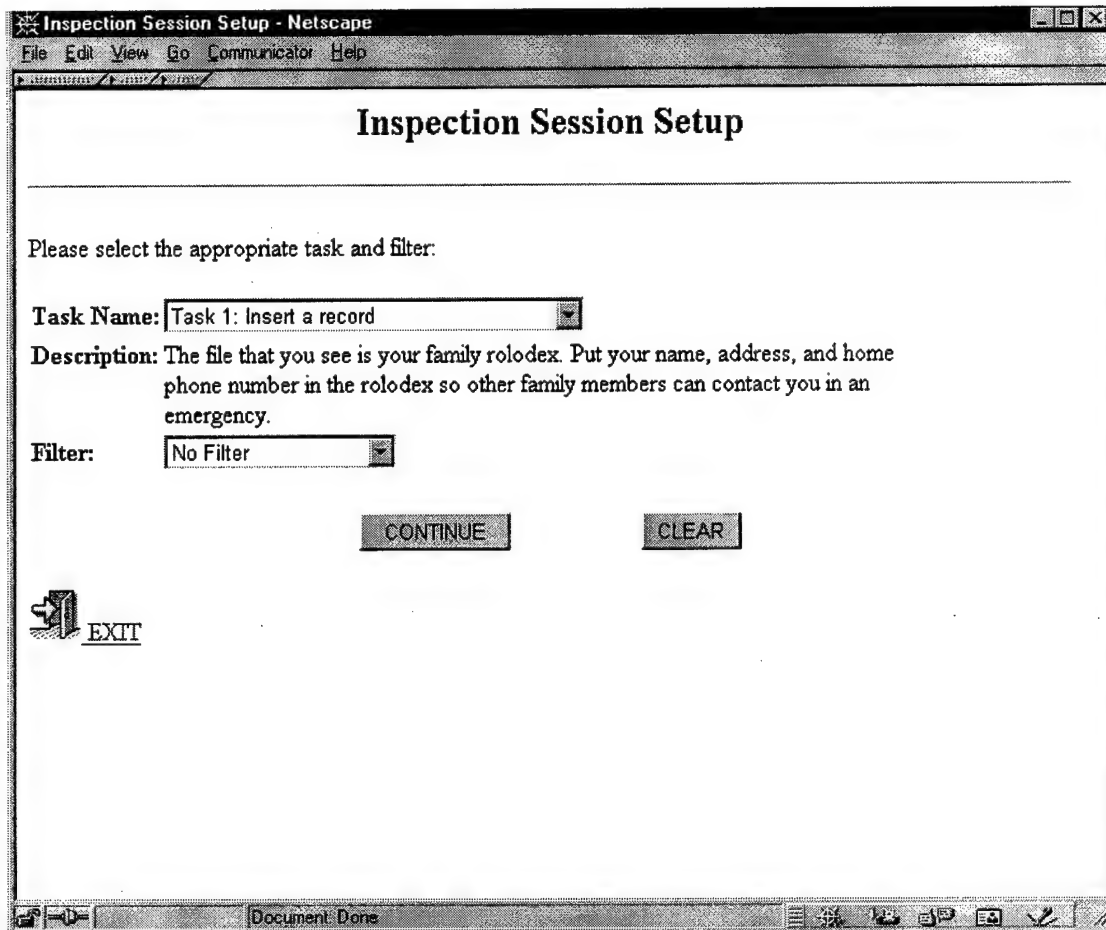 Inspection Session Setup - Netscape
File Edit View Go Communicator Help
Inspection Session Setup
Please select the appropriate task and filter:
Task Name: Task 1: Insert a record
Description: The file that you see is your family rolodex. Put your name, address, and home
phone number in the rolodex so other family members can contact you in an
emergency.
Filter: No Filter
CONTINUE CLEAR
EXIT
Document: Done